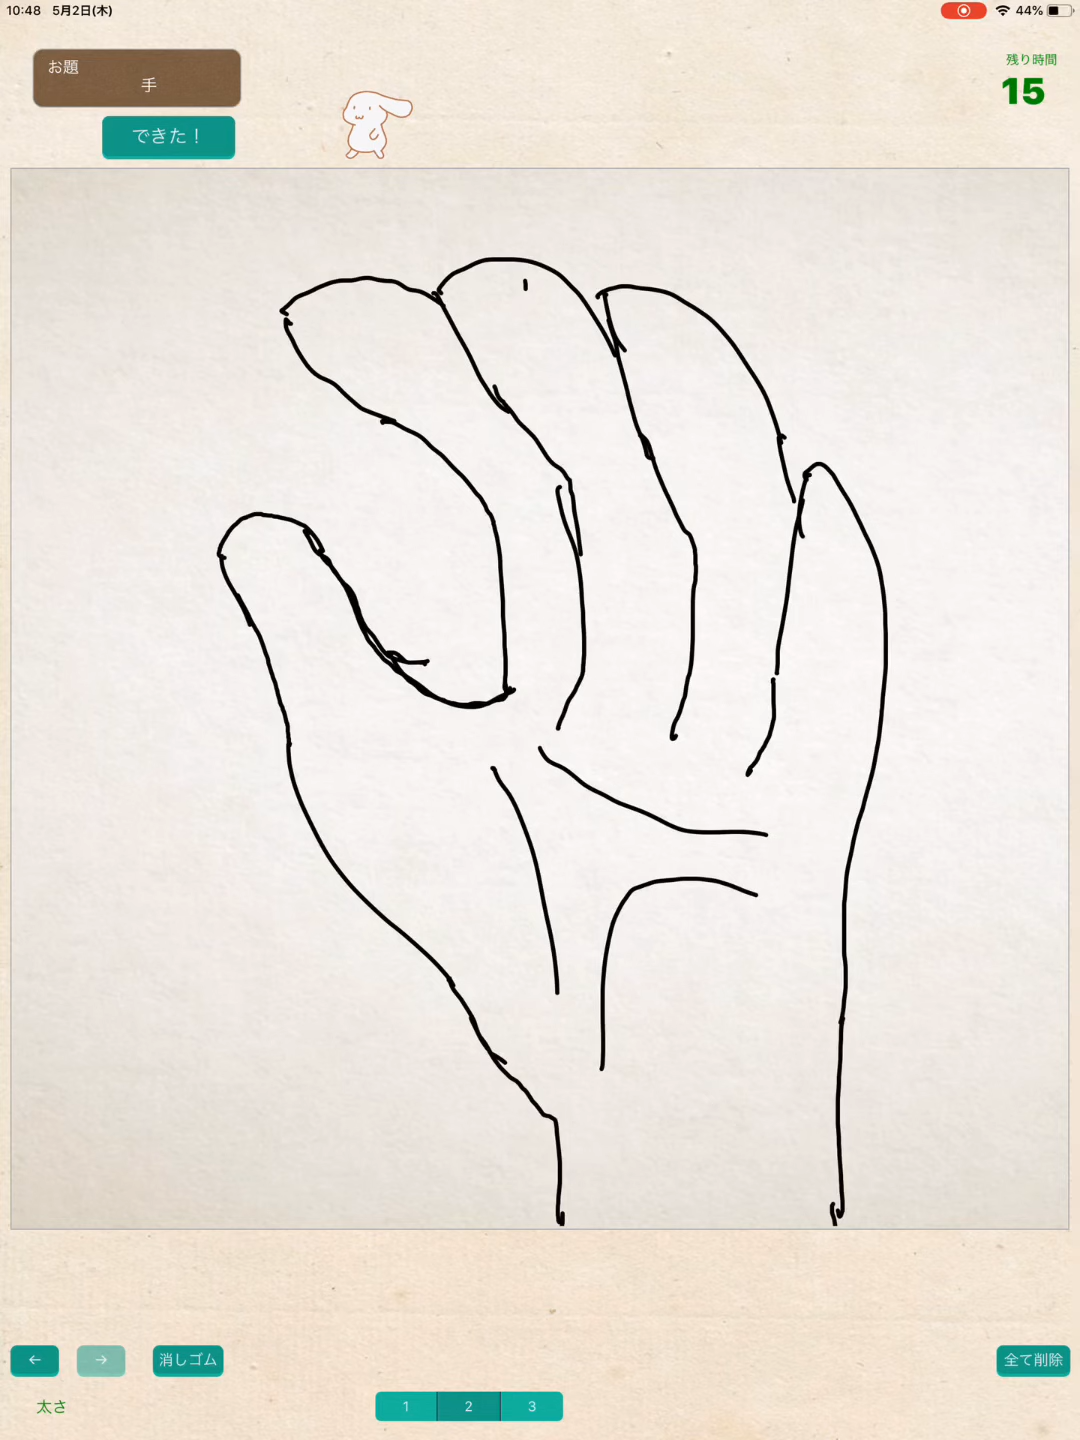 10:48 5月2日(木)
44%
お題
手
残り時間
15
できた！
←
→
消しゴム
全て削除
太さ
1
2
3